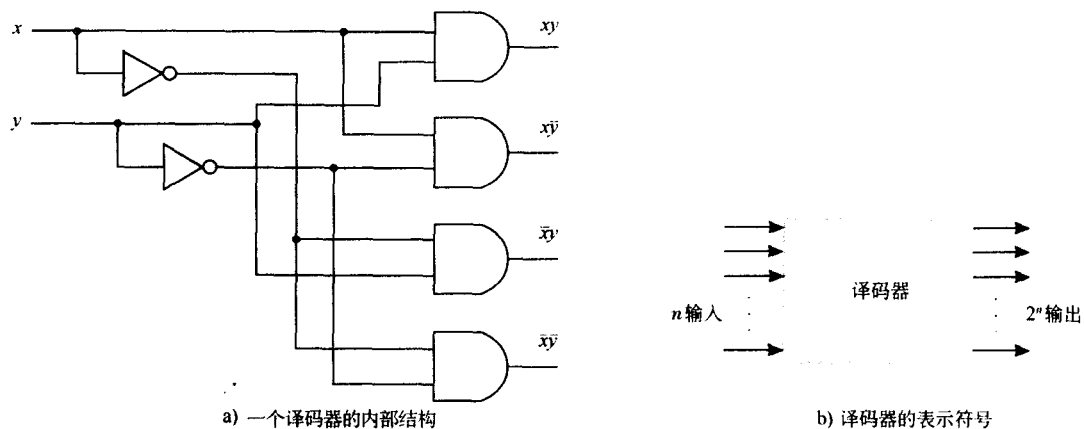 x
xy
y
xȳ
x̄y
x̄ȳ
n输入
译码器
2ⁿ输出
a) 一个译码器的内部结构
b) 译码器的表示符号